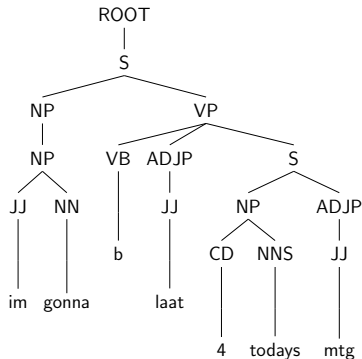 ROOT
S
NP VP
NP VB ADJP S
JJ NN JJ NP ADJP
b CD NNS JJ
im gonna laat
4 todays mtg